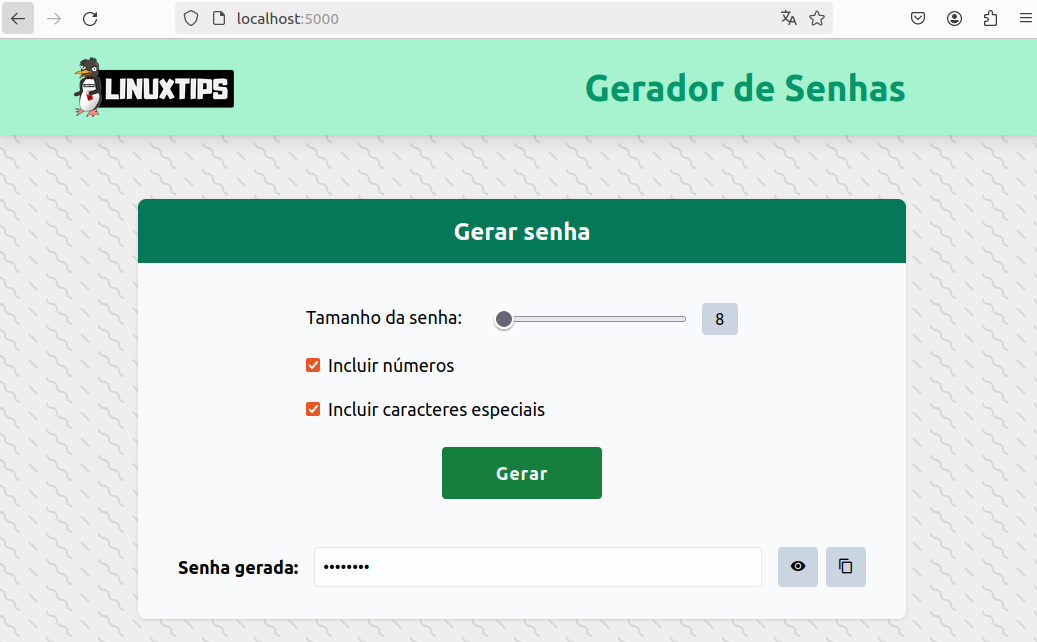 localhost:5000
LINUXTIPS
Gerador de Senhas
Gerar senha
Tamanho da senha:
8
Incluir números
Incluir caracteres especiais
Gerar
Senha gerada:
••••••••